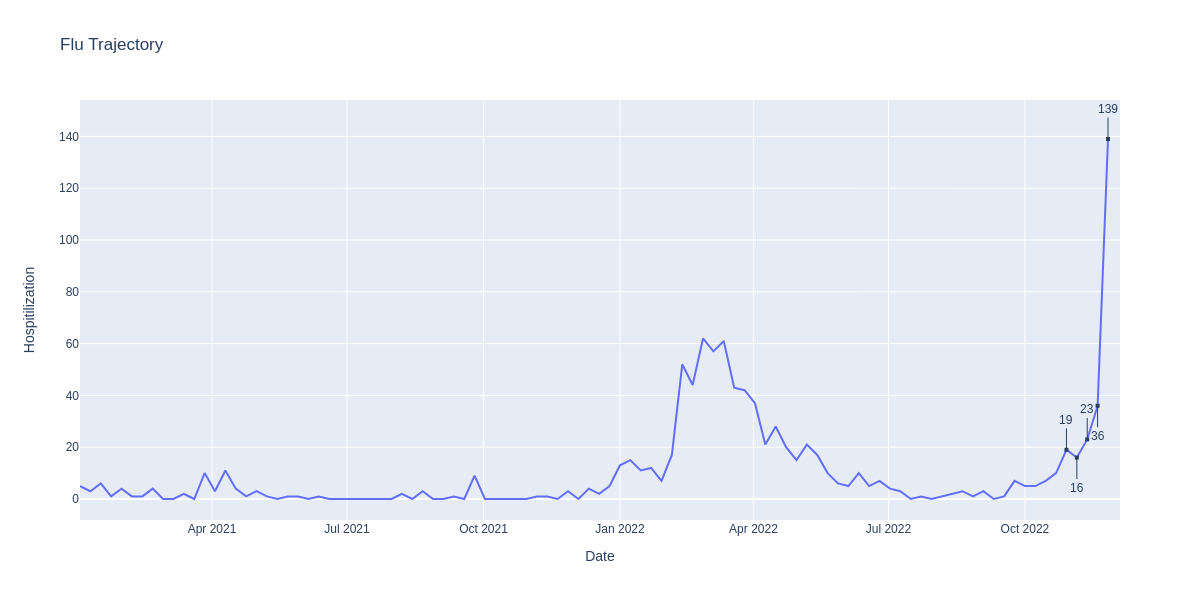 Flu Trajectory
139
140
120
100
80
60
40
20
0
19
23
36
16
Hospitilization
Apr 2021
Jul 2021
Oct 2021
Jan 2022
Apr 2022
Jul 2022
Oct 2022
Date